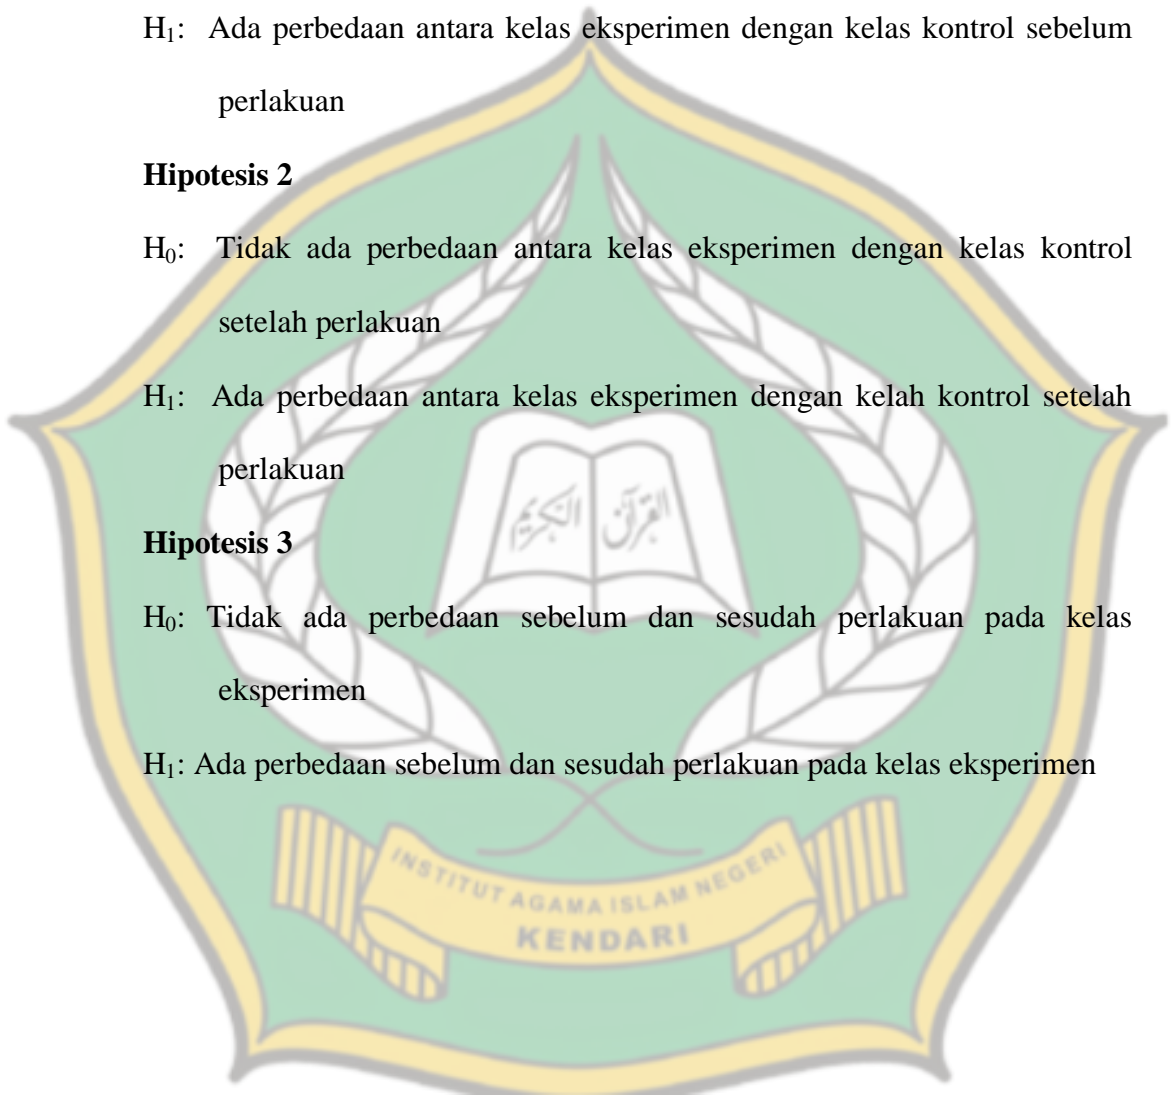 H₁: Ada perbedaan antara kelas eksperimen dengan kelas kontrol sebelum
perlakuan
Hipotesis 2
H₀: Tidak ada perbedaan antara kelas eksperimen dengan kelas kontrol
setelah perlakuan
H₁: Ada perbedaan antara kelas eksperimen dengan kelah kontrol setelah
perlakuan
القرآن الكريم
Hipotesis 3
H₀: Tidak ada perbedaan sebelum dan sesudah perlakuan pada kelas
eksperimen
H₁: Ada perbedaan sebelum dan sesudah perlakuan pada kelas eksperimen
INSTITUT AGAMA ISLAM NEGERI
KENDARI